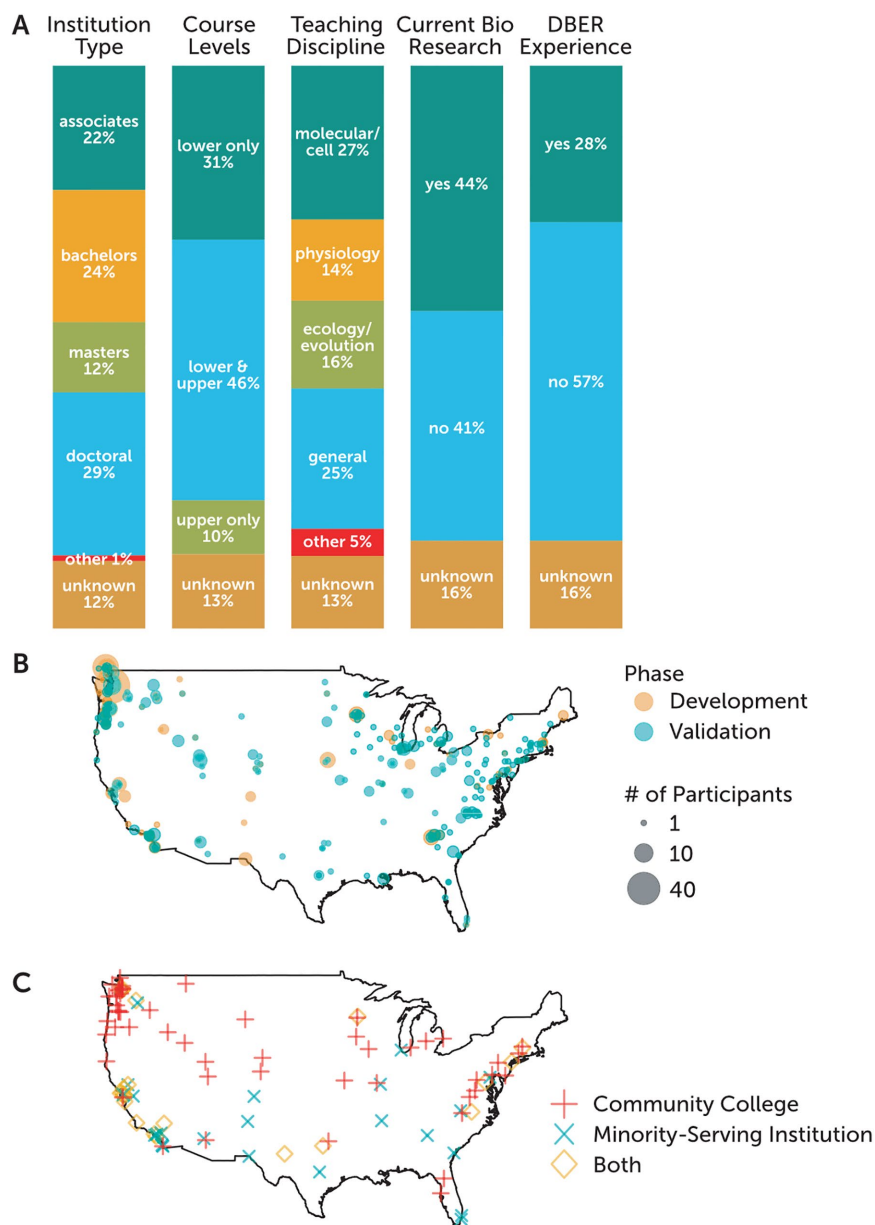 A
Institution
Type
Course
Levels
Teaching
Discipline
Current Bio
Research
DBER
Experience
associates
22%
bachelors
24%
masters
12%
doctoral
29%
other 1%
unknown
12%
lower only
31%
lower &
upper 46%
upper only
10%
unknown
13%
molecular/
cell 27%
physiology
14%
ecology/
evolution
16%
general
25%
other 5%
unknown
13%
yes 44%
no 41%
unknown
16%
yes 28%
no 57%
unknown
16%
B
Phase
Development
Validation
# of Participants
1
10
40
C
Community College
Minority-Serving Institution
Both